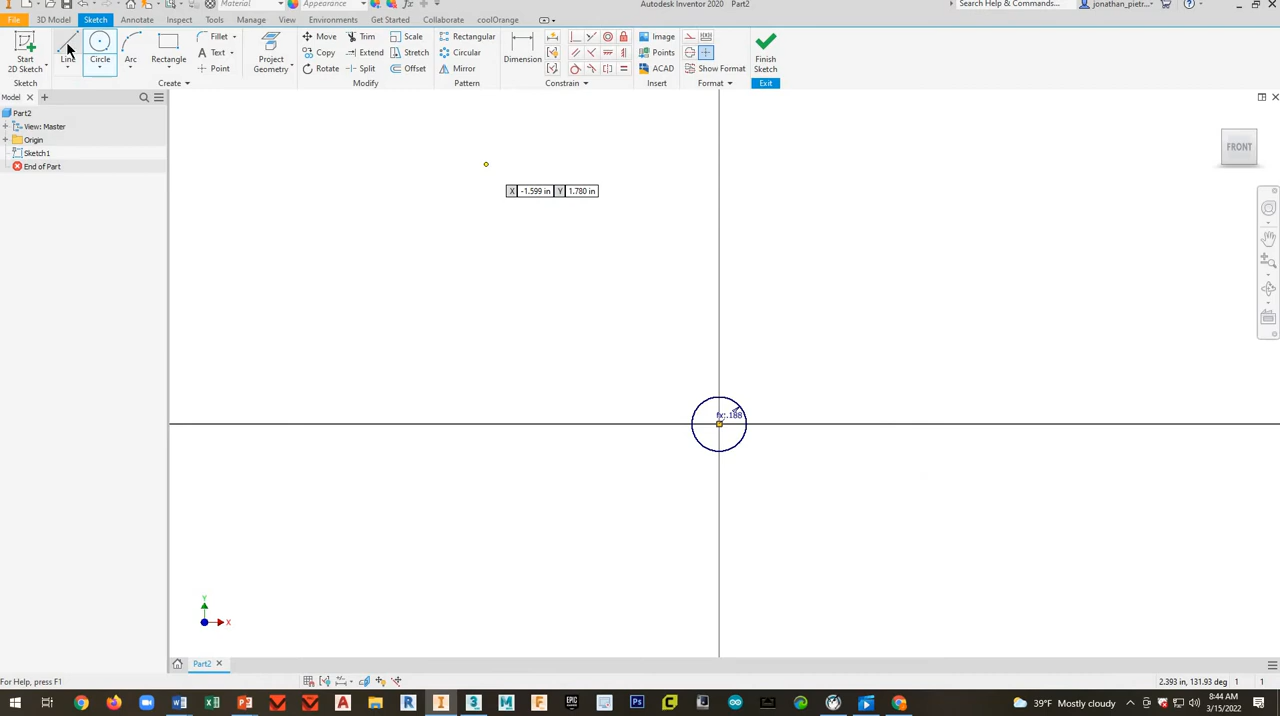 Material
Appearance
Autodesk Inventor 2020 Part2
Search Help & Commands...
jonathan_pietr...
File 3D Model Sketch Annotate Inspect Tools Manage View Environments Get Started Collaborate coolOrange
Start
2D Sketch
Line
Circle
Arc
Rectangle
Fillet
Text
Point
Project
Geometry
Move
Copy
Rotate
Trim
Extend
Split
Scale
Stretch
Offset
Rectangular
Circular
Mirror
Dimension
Image
Points
ACAD
Show Format
Finish
Sketch
Sketch Create Modify Pattern Constrain Insert Format Exit
Model
Part2
View: Master
Origin
Sketch1
End of Part
FRONT
X -1.599 in Y 1.780 in
fx:.188
Y
X
Part2
For Help, press F1
2.393 in, 131.93 deg 1 1
39°F Mostly cloudy
8:44 AM
3/15/2022